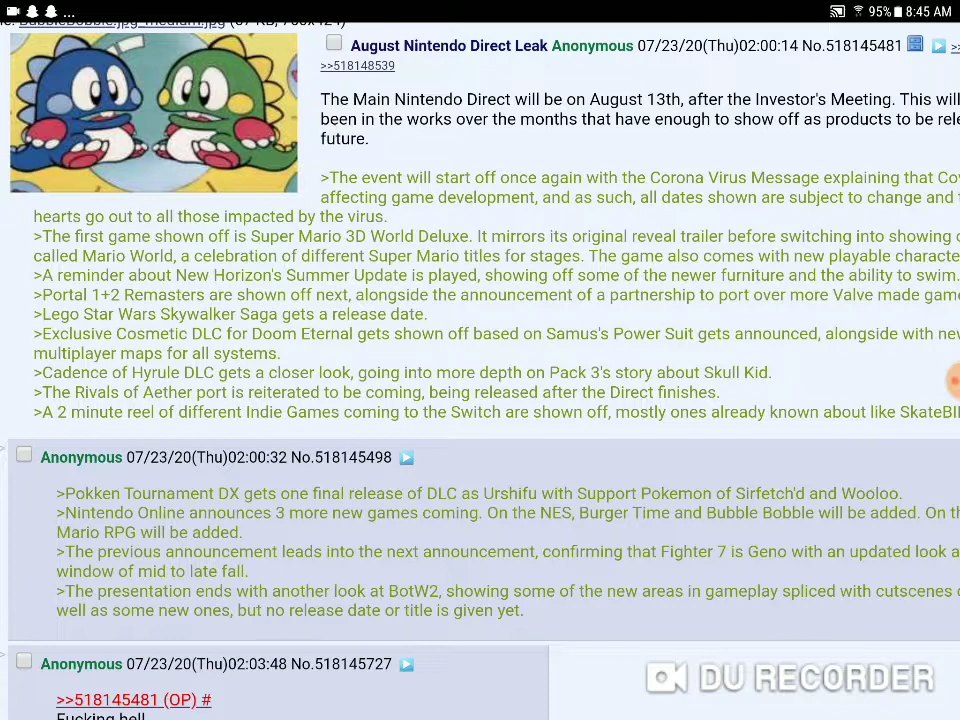 ... 95% 8:45 AM
August Nintendo Direct Leak Anonymous 07/23/20(Thu)02:00:14 No.518145481
>>518148539
The Main Nintendo Direct will be on August 13th, after the Investor's Meeting. This will
been in the works over the months that have enough to show off as products to be
future.
>The event will start off once again with the Corona Virus Message explaining that
affecting game development, and as such, all dates shown are subject to change and
hearts go out to all those impacted by the virus.
>The first game shown off is Super Mario 3D World Deluxe. It mirrors its original reveal trailer before switching into showing
called Mario World, a celebration of different Super Mario titles for stages. The game also comes with new playable
>A reminder about New Horizon's Summer Update is played, showing off some of the newer furniture and the ability to swim.
>Portal 1+2 Remasters are shown off next, alongside the announcement of a partnership to port over more Valve made
>Lego Star Wars Skywalker Saga gets a release date.
>Exclusive Cosmetic DLC for Doom Eternal gets shown off based on Samus's Power Suit gets announced, alongside with
multiplayer maps for all systems.
>Cadence of Hyrule DLC gets a closer look, going into more depth on Pack 3's story about Skull Kid.
>The Rivals of Aether port is reiterated to be coming, being released after the Direct finishes.
>A 2 minute reel of different Indie Games coming to the Switch are shown off, mostly ones already known about like
Anonymous 07/23/20(Thu)02:00:32 No.518145498
>Pokken Tournament DX gets one final release of DLC as Urshifu with Support Pokemon of Sirfetch'd and Wooloo.
>Nintendo Online announces 3 more new games coming. On the NES, Burger Time and Bubble Bobble will be added. On
Mario RPG will be added.
>The previous announcement leads into the next announcement, confirming that Fighter 7 is Geno with an updated look
window of mid to late fall.
>The presentation ends with another look at BotW2, showing some of the new areas in gameplay spliced with cutscenes
well as some new ones, but no release date or title is given yet.
Anonymous 07/23/20(Thu)02:03:48 No.518145727
>>518145481 (OP) #
Fucking hell
DU RECORDER